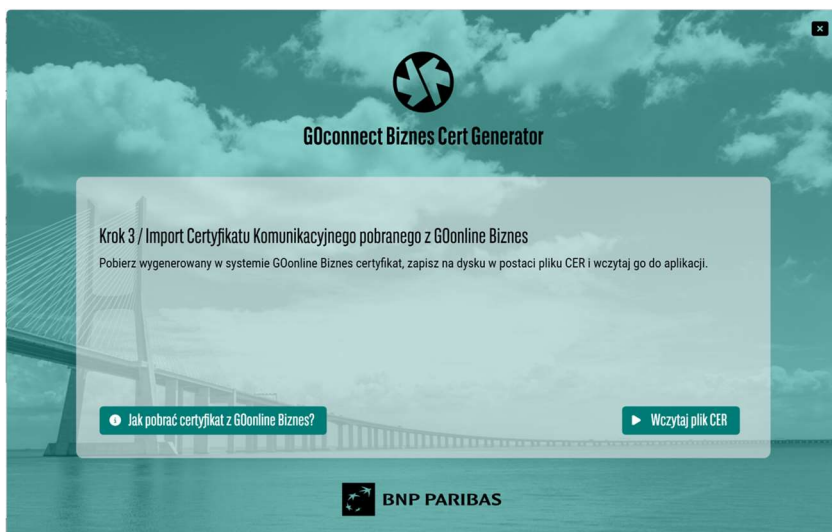 GOconnect Biznes Cert Generator
Krok 3 / Import Certyfikatu Komunikacyjnego pobranego z GOonline Biznes
Pobierz wygenerowany w systemie GOonline Biznes certyfikat, zapisz na dysku w postaci pliku CER i wczytaj go do aplikacji.
Jak pobrać certyfikat z GOonline Biznes?
Wczytaj plik CER
BNP PARIBAS